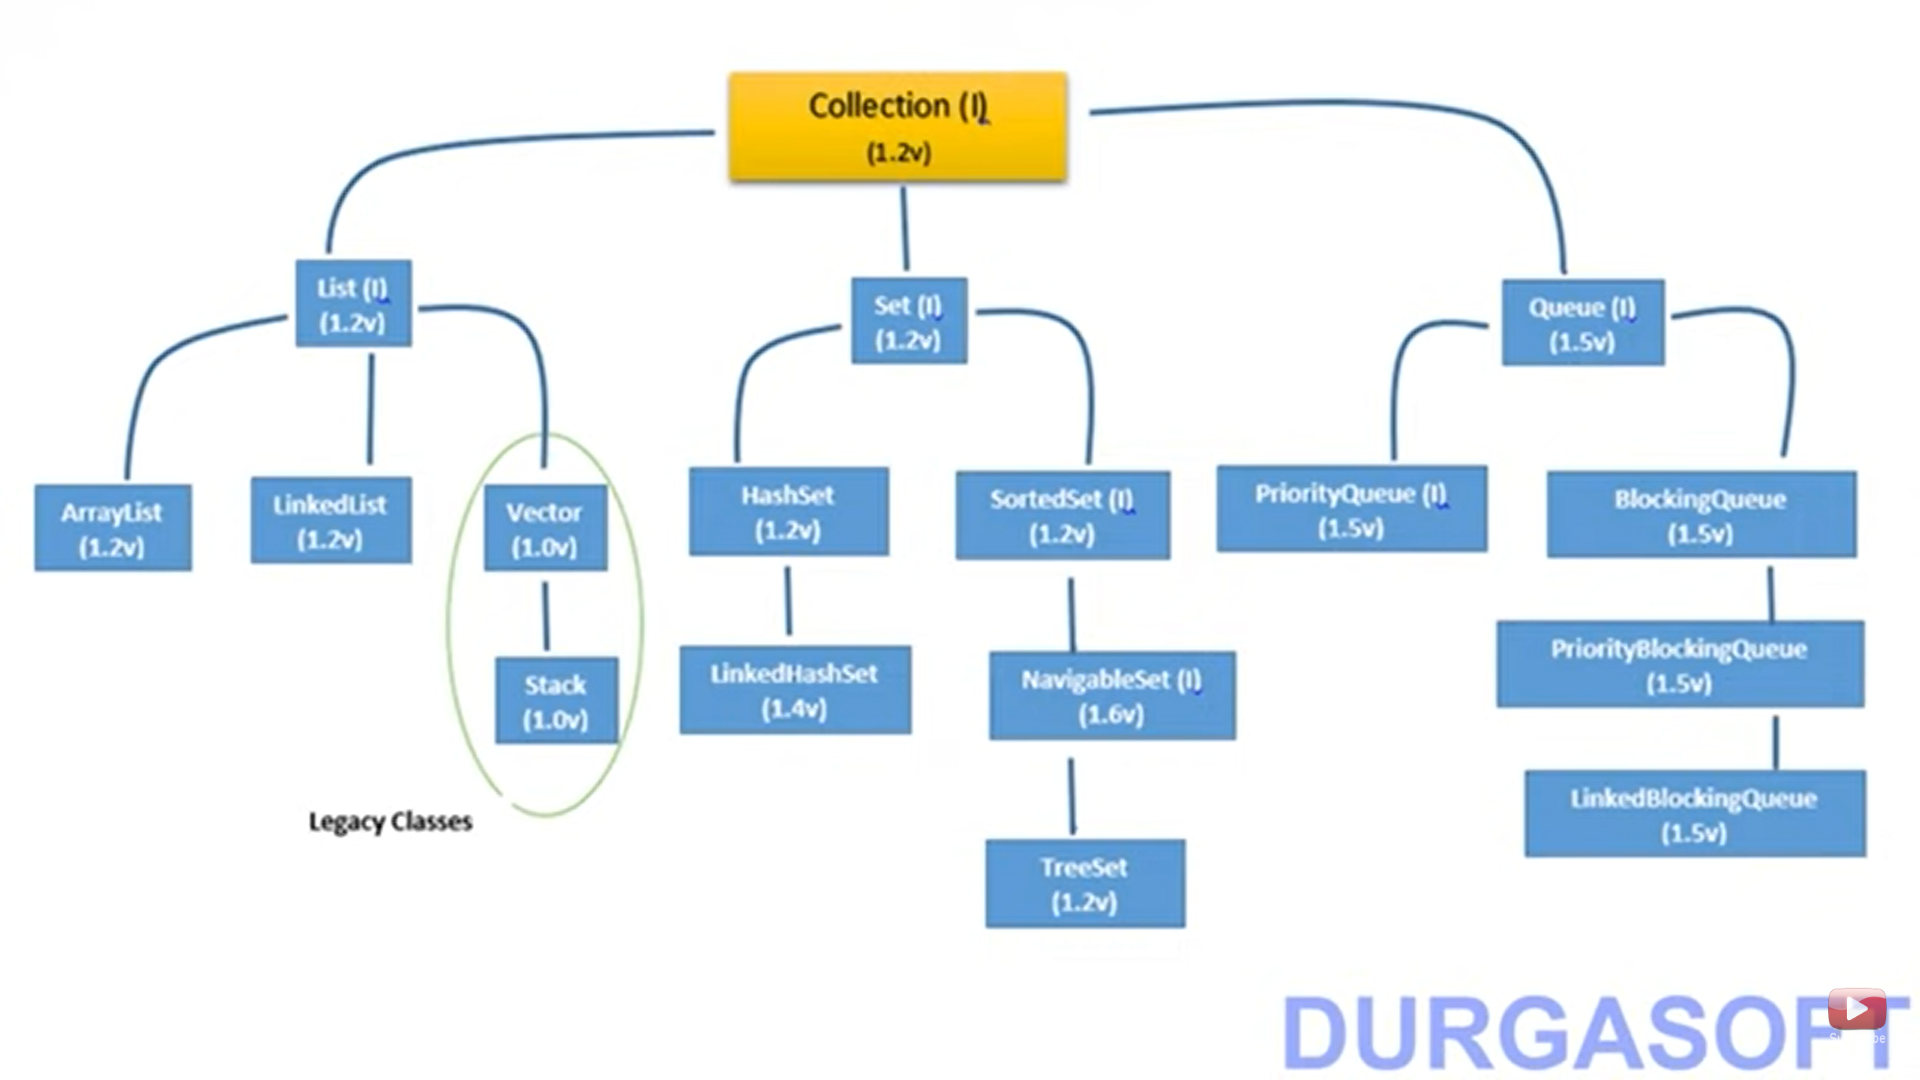 Collection (I)
(1.2v)
List (I)
(1.2v)
Set (I)
(1.2v)
Queue (I)
(1.5v)
ArrayList
(1.2v)
LinkedList
(1.2v)
Vector
(1.0v)
HashSet
(1.2v)
SortedSet (I)
(1.2v)
PriorityQueue (I)
(1.5v)
BlockingQueue
(1.5v)
Stack
(1.0v)
LinkedHashSet
(1.4v)
NavigableSet (I)
(1.6v)
PriorityBlockingQueue
(1.5v)
LinkedBlockingQueue
(1.5v)
Legacy Classes
TreeSet
(1.2v)
DURGASOFT